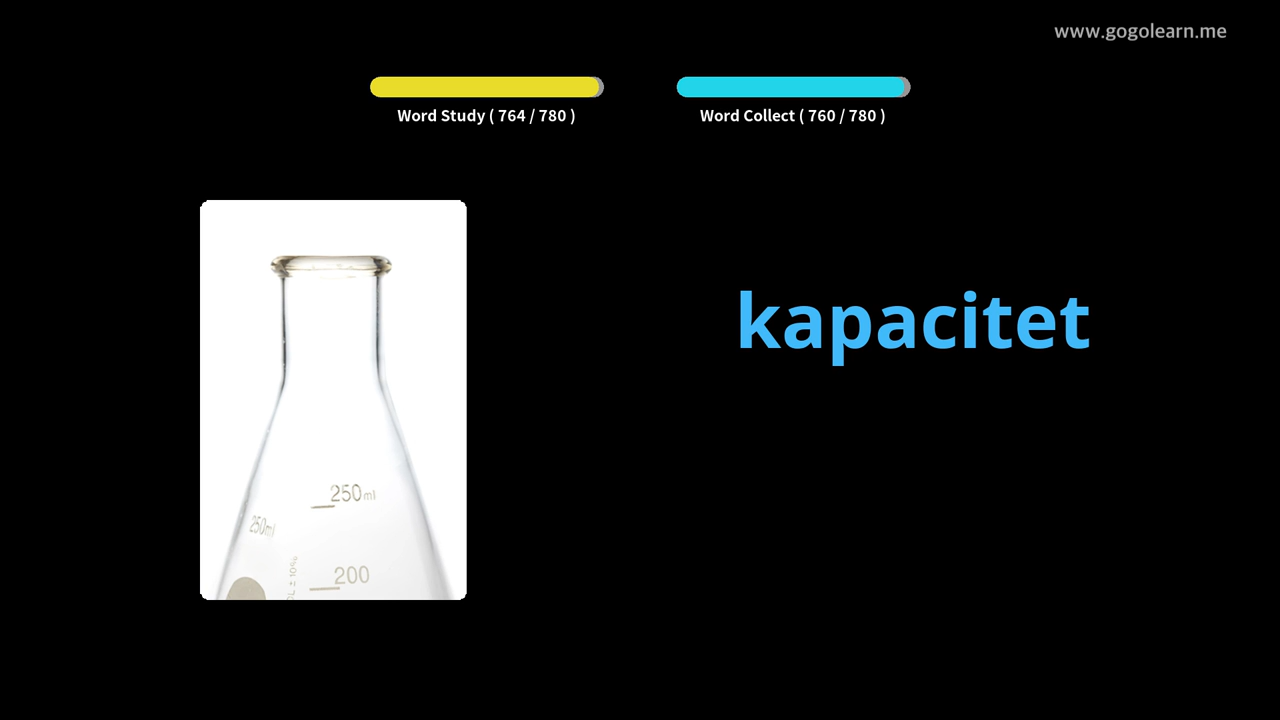 www.gogolearn.me
Word Study ( 764 / 780 )
Word Collect ( 760 / 780 )
kapacitet
250ml
250ml
200